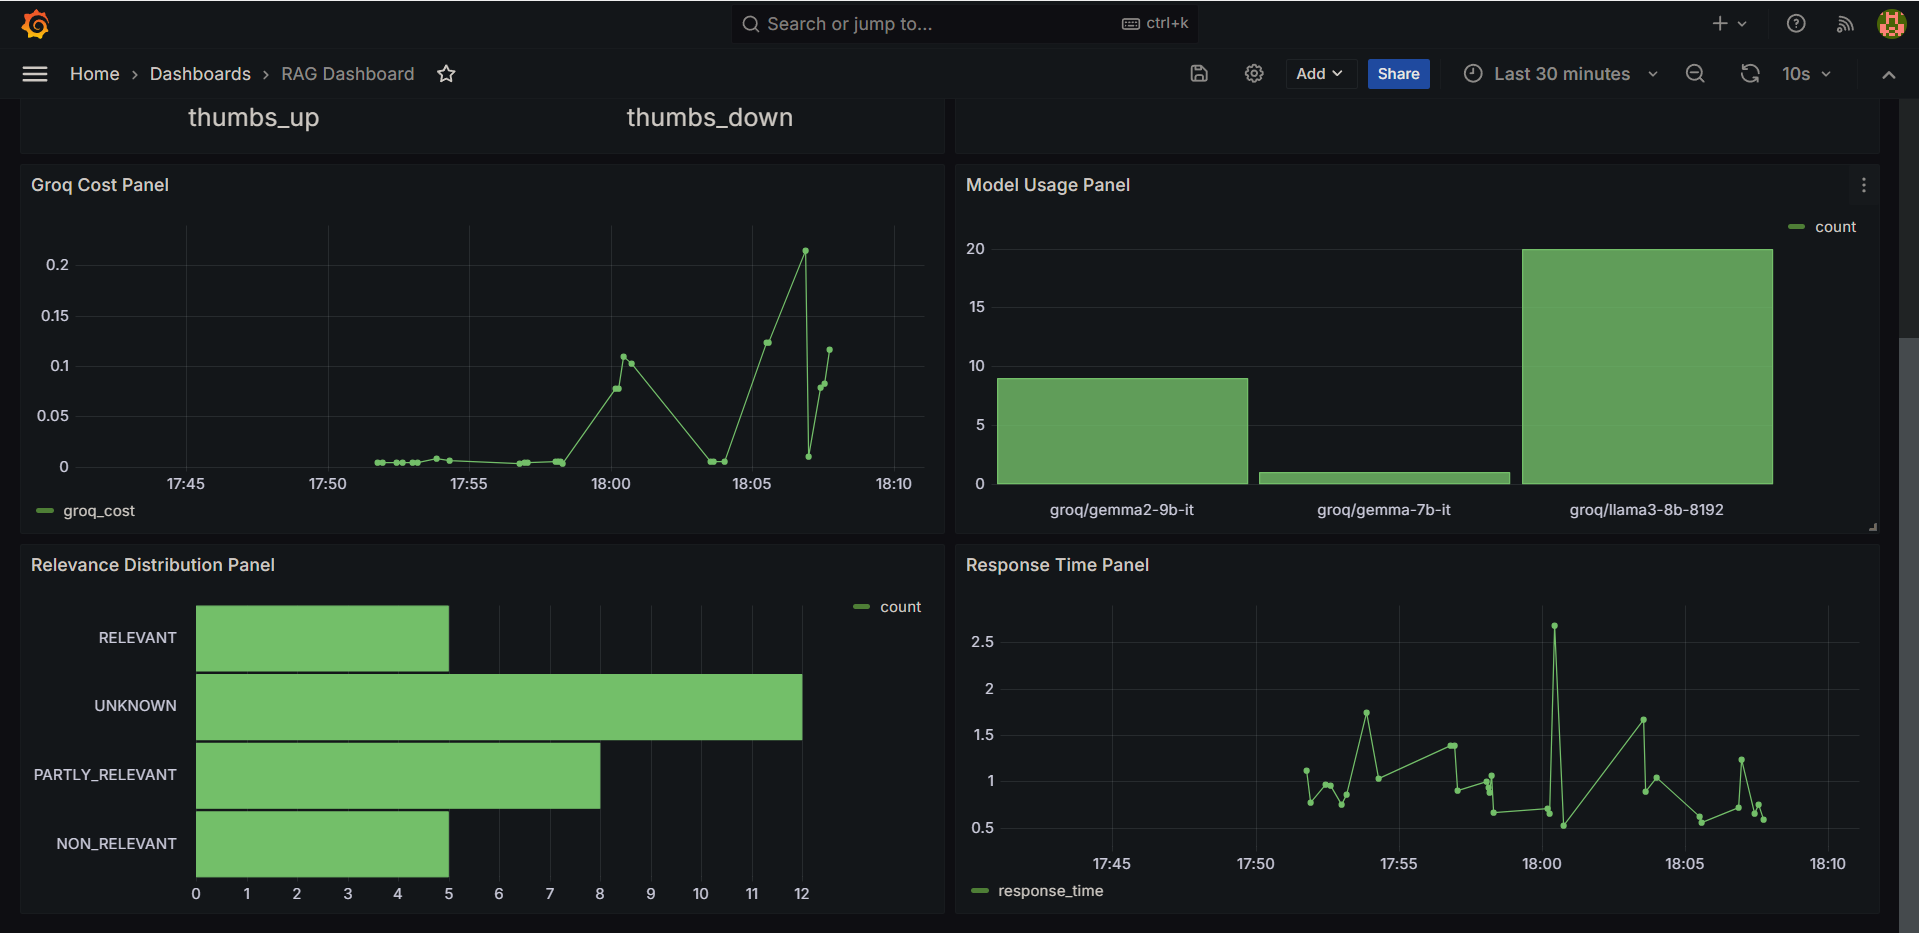 Search or jump to... ctrl+k
Home › Dashboards › RAG Dashboard Add Share Last 30 minutes 10s
thumbs_up thumbs_down
Groq Cost Panel
0.2
0.15
0.1
0.05
0
17:45 17:50 17:55 18:00 18:05 18:10
groq_cost
Model Usage Panel
count
20
15
10
5
0
groq/gemma2-9b-it groq/gemma-7b-it groq/llama3-8b-8192
Relevance Distribution Panel
count
RELEVANT
UNKNOWN
PARTLY_RELEVANT
NON_RELEVANT
0 1 2 3 4 5 6 7 8 9 10 11 12
Response Time Panel
2.5
2
1.5
1
0.5
17:45 17:50 17:55 18:00 18:05 18:10
response_time